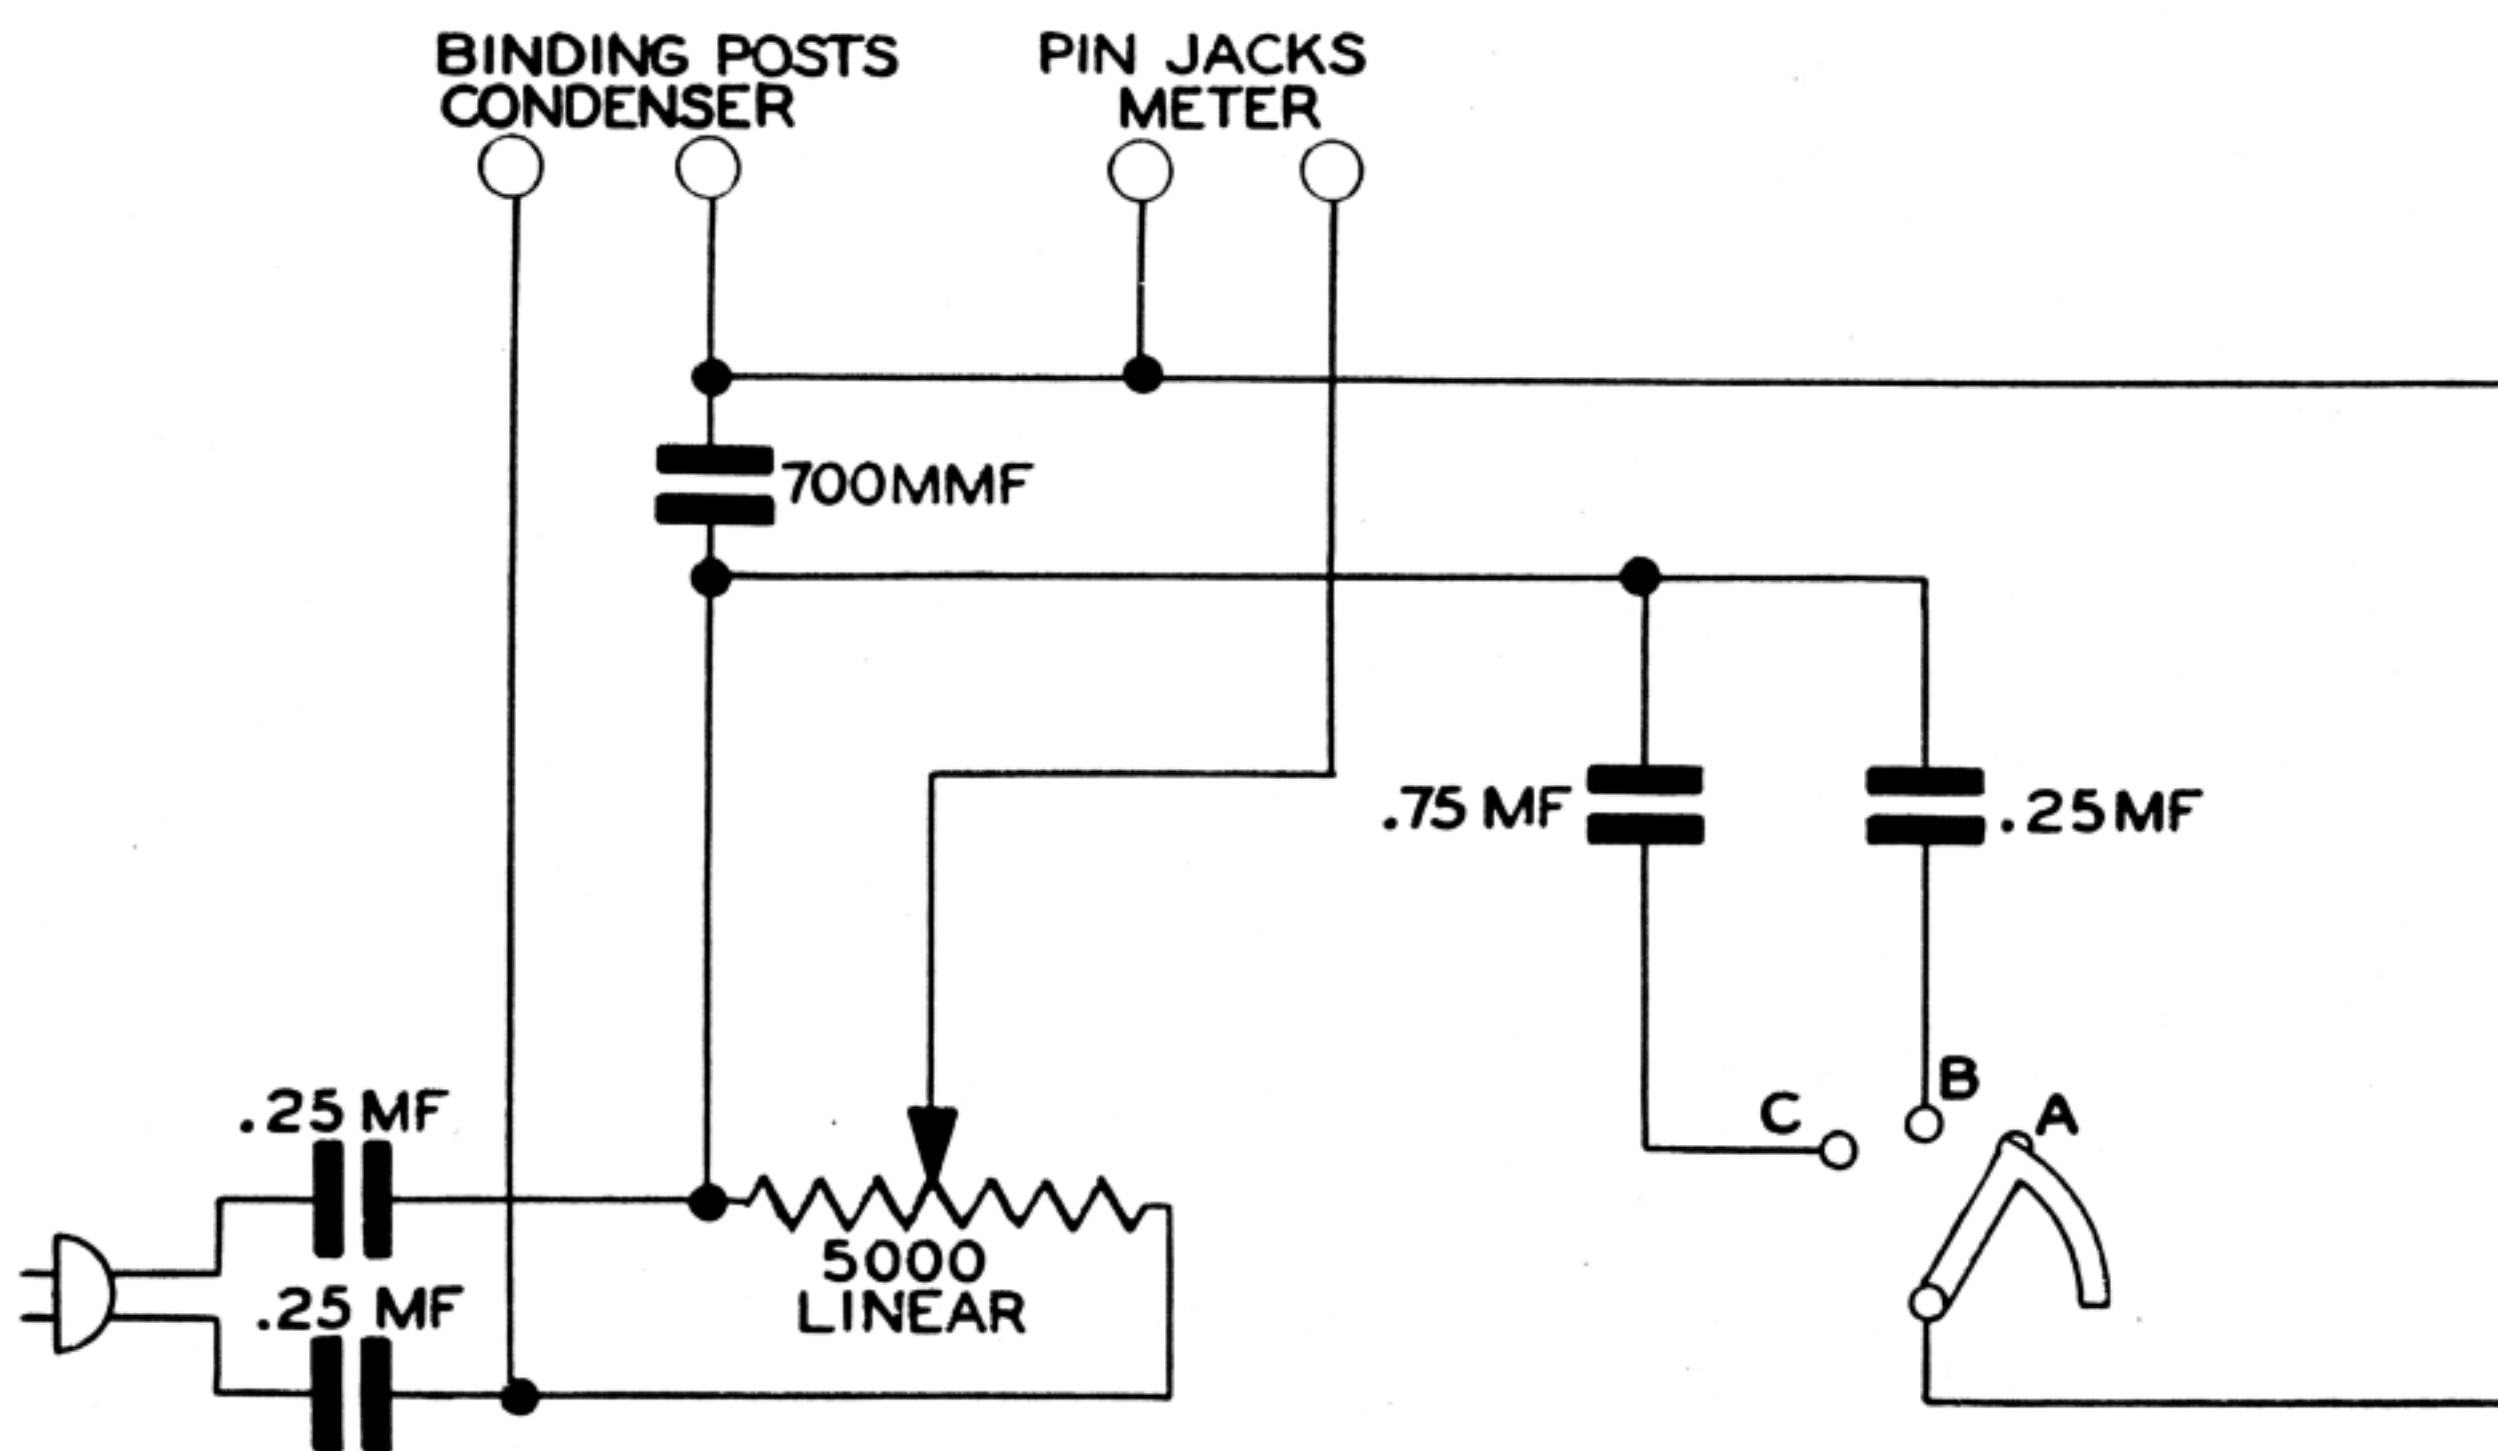 BINDING POSTS
CONDENSER
PIN JACKS
METER
700MMF
.75 MF
.25MF
C
B
A
.25 MF
.25 MF
5000
LINEAR